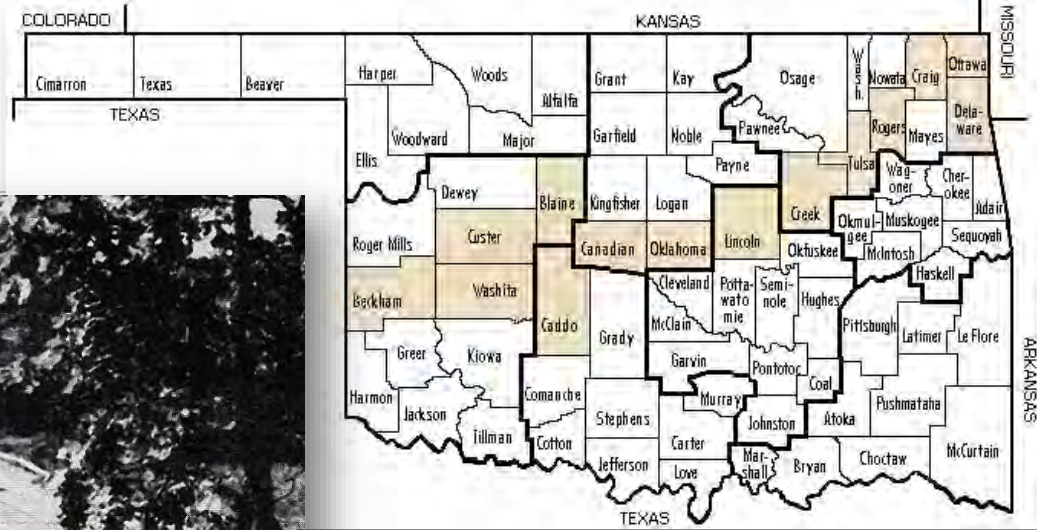 COLORADO
KANSAS
MISSOURI
Cimarron
Texas
Beaver
TEXAS
Harper
Woods
Alfalfa
Grant
Kay
Osage
Wash.
Nowata
Craig
Ottawa
Dela-
ware
Woodward
Major
Garfield
Noble
Pawnee
Rogers
Mayes
Ellis
Payne
Tulsa
Wag-
oner
Cher-
okee
Adair
Dewey
Blaine
Kingfisher
Logan
Creek
Roger Mills
Custer
Canadian
Oklahoma
Lincoln
Okmul-
gee
Muskogee
Sequoyah
McIntosh
Okfuskee
Haskell
Beckham
Washita
Caddo
Cleveland
Potta-
wato
mie
Semi-
nole
Hughes
McClain
Grady
Pittsburgh
Latimer
Le Flore
Greer
Kiowa
Garvin
Pontotoc
Coal
Harmon
Jackson
Comanche
Murray
Johnston
Atoka
Pushmataha
Tillman
Cotton
Stephens
Carter
Jefferson
Love
Mar-
shall
Bryan
Choctaw
McCurtain
ARKANSAS
TEXAS